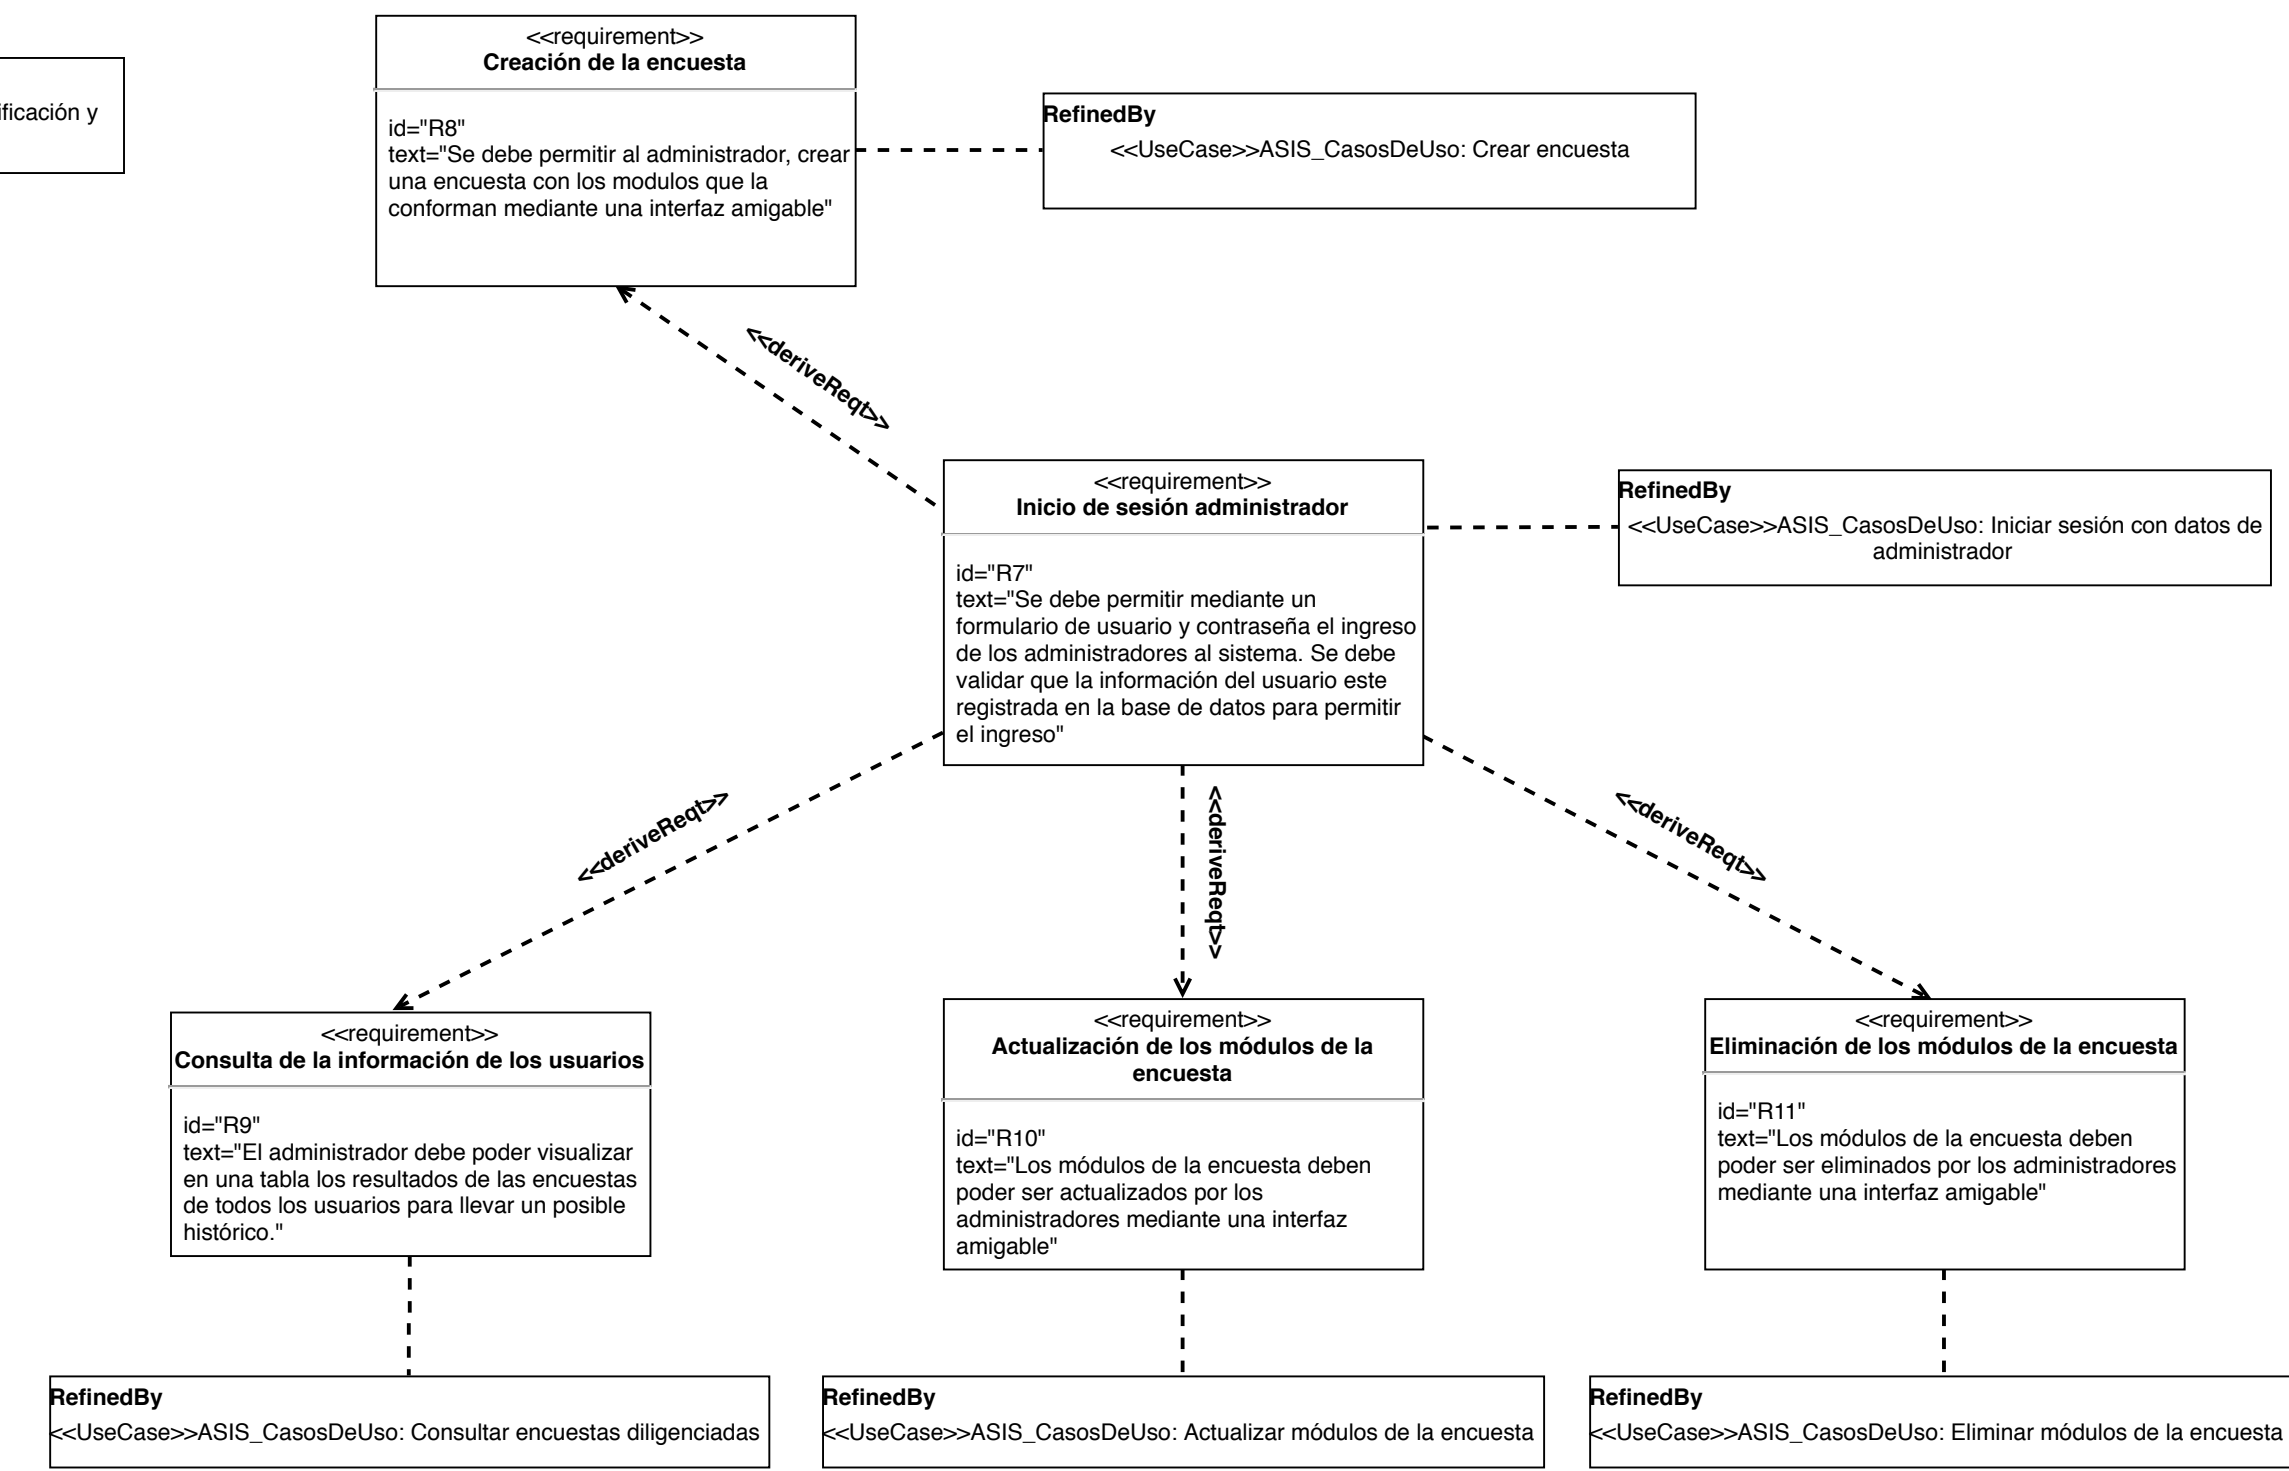 <<requirement>>
Creación de la encuesta
id="R8"
text="Se debe permitir al administrador, crear
una encuesta con los modulos que la
conforman mediante una interfaz amigable"
RefinedBy
<<UseCase>>ASIS_CasosDeUso: Crear encuesta
y
<<deriveReqt>>
<<requirement>>
Inicio de sesión administrador
id="R7"
text="Se debe permitir mediante un
formulario de usuario y contraseña el ingreso
de los administradores al sistema. Se debe
validar que la información del usuario este
registrada en la base de datos para permitir
el ingreso"
RefinedBy
<<UseCase>>ASIS_CasosDeUso: Iniciar sesión con datos de
administrador
<<deriveReqt>>
<<deriveReqt>>
<<deriveReqt>>
<<requirement>>
Consulta de la información de los usuarios
id="R9"
text="El administrador debe poder visualizar
en una tabla los resultados de las encuestas
de todos los usuarios para llevar un posible
histórico."
<<requirement>>
Actualización de los módulos de la
encuesta
id="R10"
text="Los módulos de la encuesta deben
poder ser actualizados por los
administradores mediante una interfaz
amigable"
<<requirement>>
Eliminación de los módulos de la encuesta
id="R11"
text="Los módulos de la encuesta deben
poder ser eliminados por los administradores
mediante una interfaz amigable"
RefinedBy
<<UseCase>>ASIS_CasosDeUso: Consultar encuestas diligenciadas
RefinedBy
<<UseCase>>ASIS_CasosDeUso: Actualizar módulos de la encuesta
RefinedBy
<<UseCase>>ASIS_CasosDeUso: Eliminar módulos de la encuesta